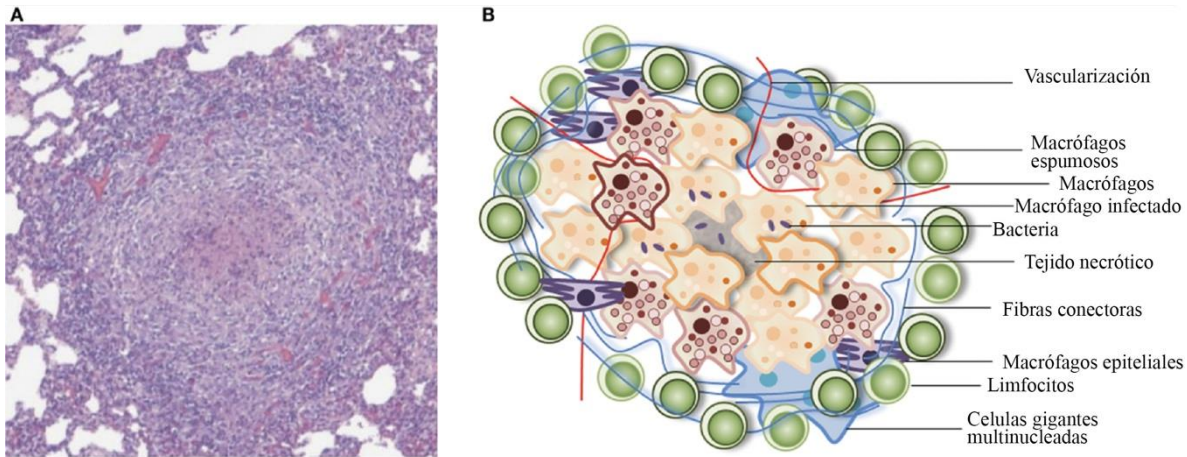 A
B
Vascularización
Macrófagos
espumosos
Macrófagos
Macrófago infectado
Bacteria
Tejido necrótico
Fibras conectoras
Macrófagos epiteliales
Limfocitos
Celulas gigantes
multinucleadas